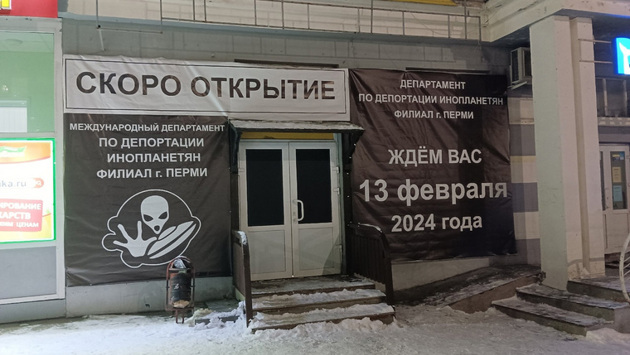 СКОРО ОТКРЫТИЕ
МЕЖДУНАРОДНЫЙ ДЕПАРТАМЕНТ
ПО ДЕПОРТАЦИИ
ИНОПЛАНЕТЯН
ФИЛИАЛ г. ПЕРМИ
ДЕПАРТАМЕНТ
ПО ДЕПОРТАЦИИ ИНОПЛАНЕТЯН
ФИЛИАЛ г. ПЕРМИ
ЖДЁМ ВАС
13 февраля
2024 года